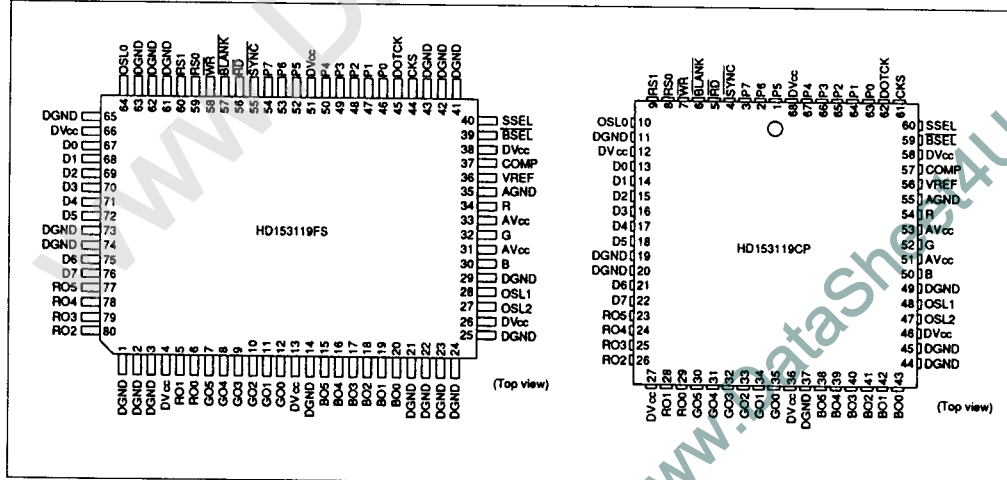 64 OSL0
63 DGND
62 DGND
61 DGND
60 RS1
59 RS0
58 WR
57 BLANK
56 RD
55 SYNC
54 P7
53 P6
52 P5
51 DVcc
50 P4
49 P3
48 P2
47 P1
46 P0
45 DOTCK
44 CKS
43 DGND
42 DGND
41 DGND
DGND 65
DVcc 66
D0 67
D1 68
D2 69
D3 70
D4 71
D5 72
DGND 73
DGND 74
D6 75
D7 76
RO5 77
RO4 78
RO3 79
RO2 80
HD153119FS
40 SSEL
39 BSEL
38 DVcc
37 COMP
36 VREF
35 AGND
34 R
33 AVcc
32 G
31 AVcc
30 B
29 DGND
28 OSL1
27 OSL2
26 DVcc
25 DGND
DGND 1
DGND 2
DGND 3
DVcc 4
RO1 5
RO0 6
GO5 7
GO4 8
GO3 9
GO2 10
GO1 11
GO0 12
DVcc 13
DGND 14
BO5 15
BO4 16
BO3 17
BO2 18
BO1 19
BO0 20
DGND 21
DGND 22
DGND 23
DGND 24
(Top view)
9 RS1
8 RS0
7 WR
6 BLANK
5 RD
4 SYNC
3 P7
2 P6
1 P5
68 DVcc
67 P4
66 P3
65 P2
64 P1
63 P0
62 DOTCK
61 CKS
OSL0 10
DGND 11
DVcc 12
D0 13
D1 14
D2 15
D3 16
D4 17
D5 18
DGND 19
DGND 20
D6 21
D7 22
RO5 23
RO4 24
RO3 25
RO2 26
HD153119CP
60 SSEL
59 BSEL
58 DVcc
57 COMP
56 VREF
55 AGND
54 R
53 AVcc
52 G
51 AVcc
50 B
49 DGND
48 OSL1
47 OSL2
46 DVcc
45 DGND
44 DGND
DVcc 27
RO1 28
RO0 29
GO5 30
GO4 31
GO3 32
GO2 33
GO1 34
GO0 35
DVcc 36
DGND 37
BO5 38
BO4 39
BO3 40
BO2 41
BO1 42
BO0 43
(Top view)
www.DataSheet4U